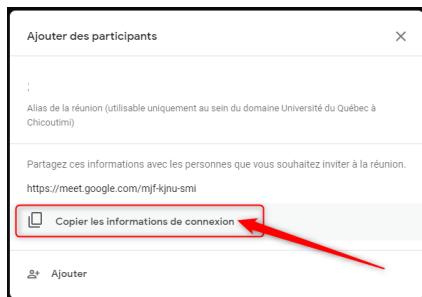 Ajouter des participants
Alias de la réunion (utilisable uniquement au sein du domaine Université du Québec à
Chicoutimi)
Partagez ces informations avec les personnes que vous souhaitez inviter à la réunion.
https://meet.google.com/mjf-kjnu-smi
Copier les informations de connexion
Ajouter